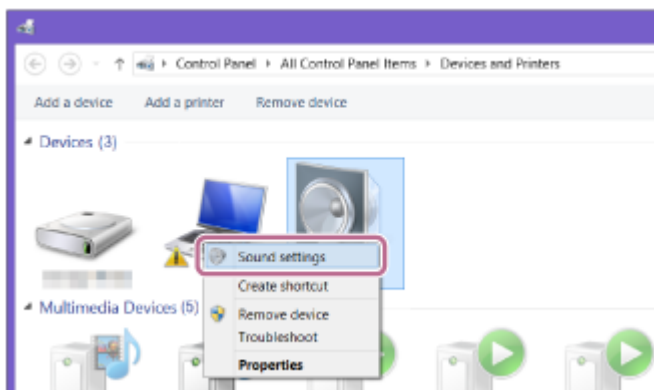 Control Panel ▸ All Control Panel Items ▸ Devices and Printers
Add a device Add a printer Remove device
Devices (3)
Sound settings
Create shortcut
Multimedia Devices (5)
Remove device
Troubleshoot
Properties